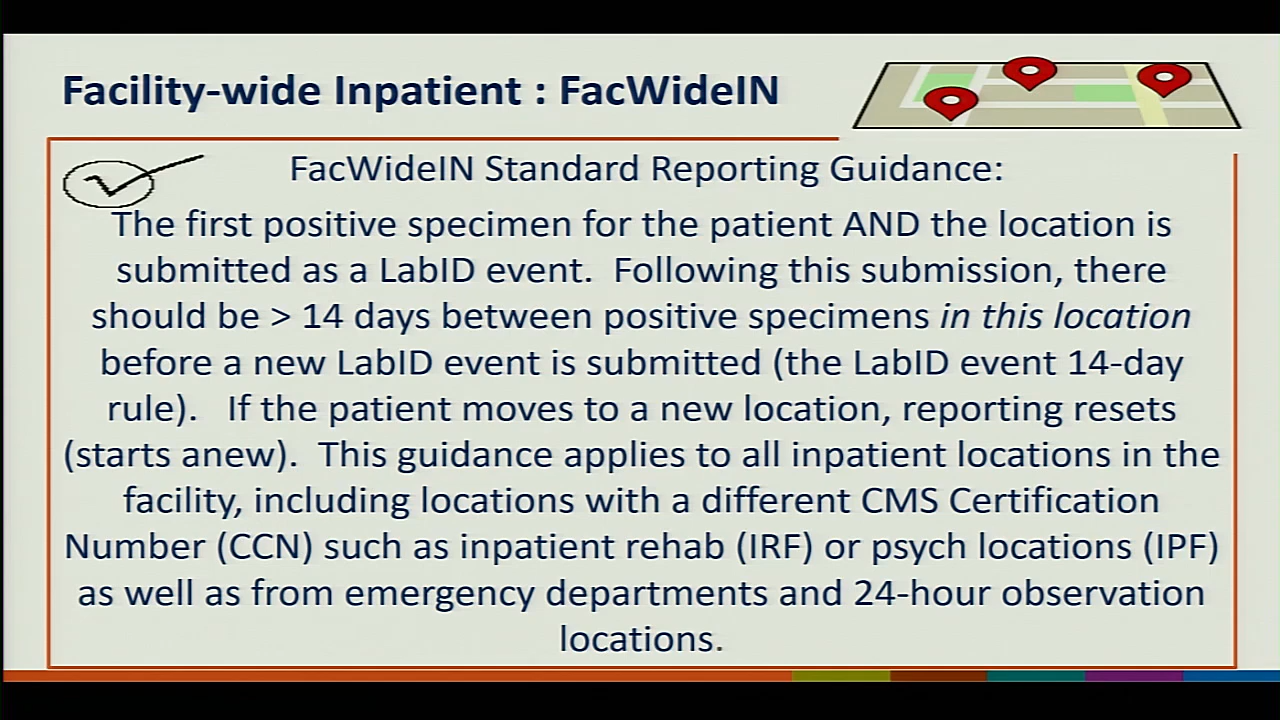 Facility-wide Inpatient : FacWideIN
FacWideIN Standard Reporting Guidance:
The first positive specimen for the patient AND the location is
submitted as a LabID event.  Following this submission, there
should be > 14 days between positive specimens in this location
before a new LabID event is submitted (the LabID event 14-day
rule).   If the patient moves to a new location, reporting resets
(starts anew).  This guidance applies to all inpatient locations in the
facility, including locations with a different CMS Certification
Number (CCN) such as inpatient rehab (IRF) or psych locations (IPF)
as well as from emergency departments and 24-hour observation
locations.